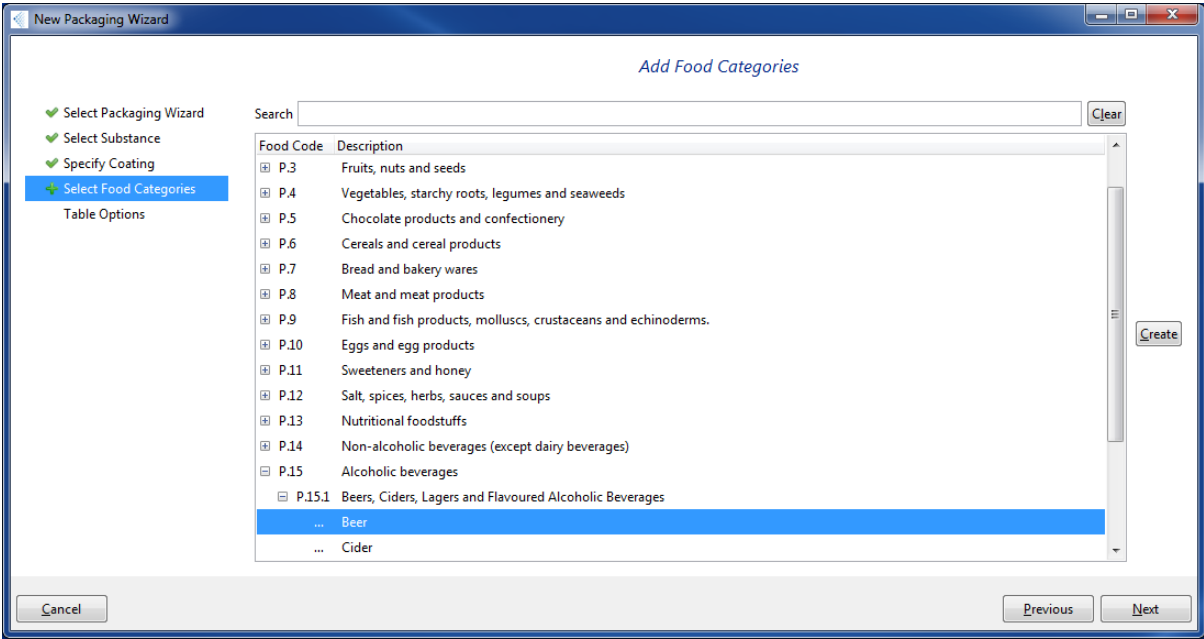 New Packaging Wizard
Add Food Categories
Select Packaging Wizard
Select Substance
Specify Coating
Select Food Categories
Table Options
Search Clear
Food Code Description
P.3 Fruits, nuts and seeds
P.4 Vegetables, starchy roots, legumes and seaweeds
P.5 Chocolate products and confectionery
P.6 Cereals and cereal products
P.7 Bread and bakery wares
P.8 Meat and meat products
P.9 Fish and fish products, molluscs, crustaceans and echinoderms.
P.10 Eggs and egg products
P.11 Sweeteners and honey
P.12 Salt, spices, herbs, sauces and soups
P.13 Nutritional foodstuffs
P.14 Non-alcoholic beverages (except dairy beverages)
P.15 Alcoholic beverages
P.15.1 Beers, Ciders, Lagers and Flavoured Alcoholic Beverages
... Beer
... Cider
Create
Cancel Previous Next